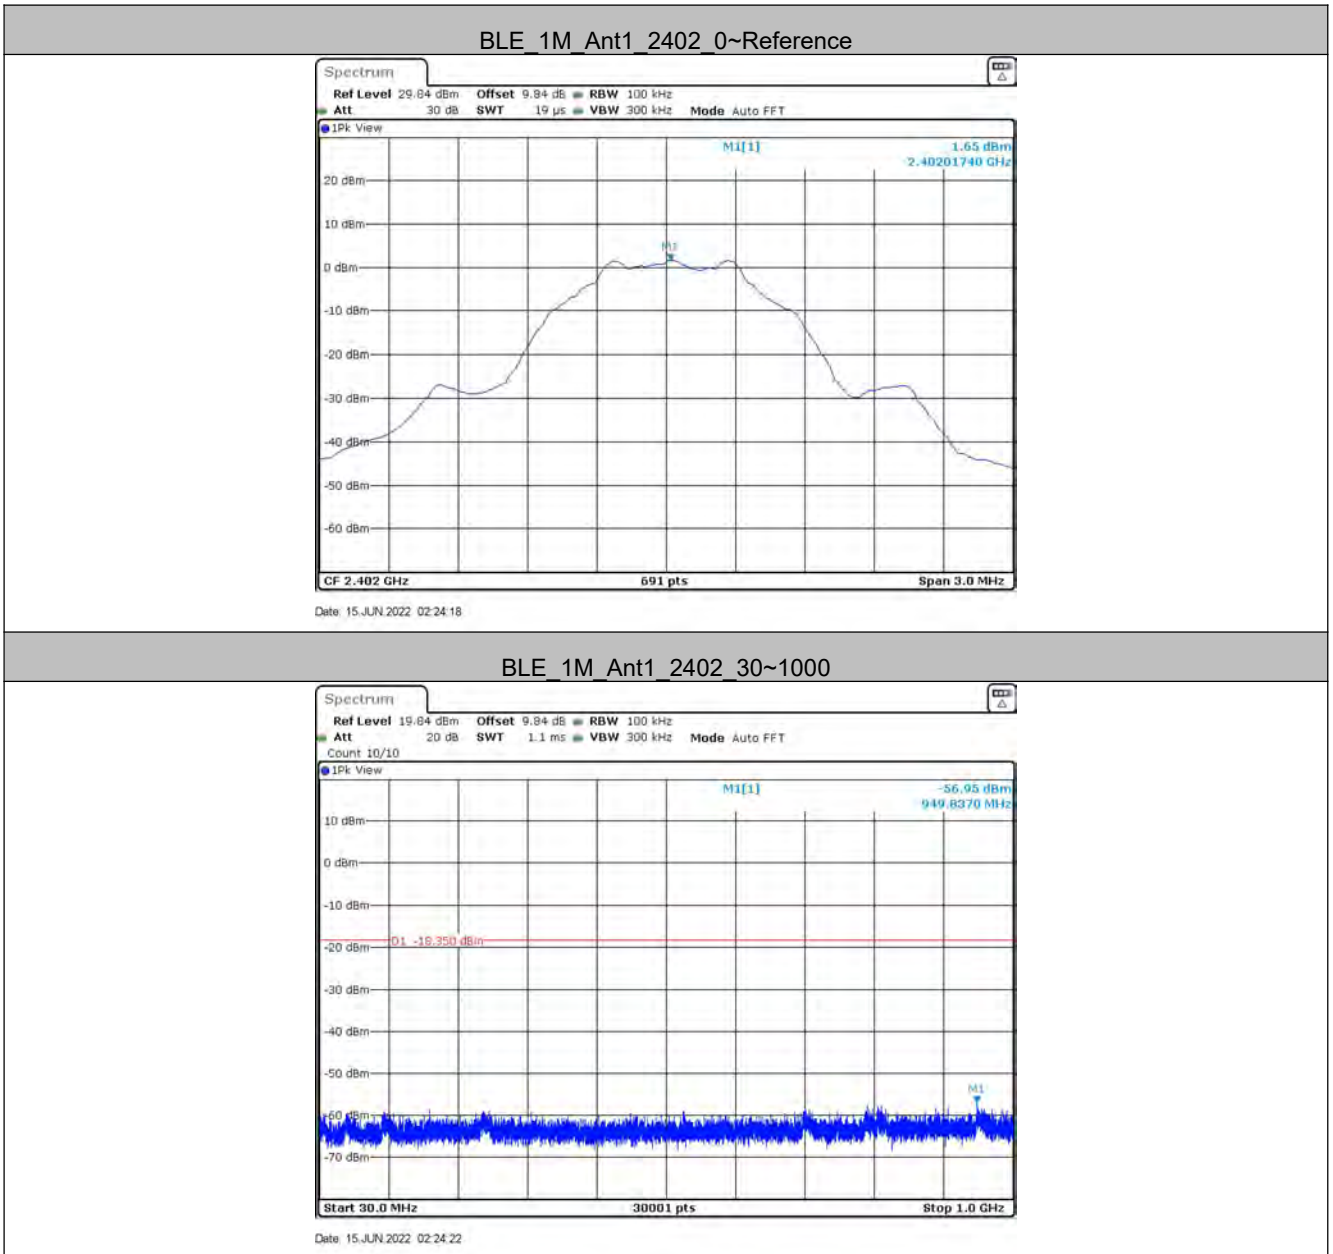 BLE_1M_Ant1_2402_0~Reference
Spectrum
Ref Level 29.84 dBm Offset 9.84 dB RBW 100 kHz
Att 30 dB SWT 19 µs VBW 300 kHz Mode Auto FFT
1Pk View
M1[1] 1.65 dBm
2.40201740 GHz
20 dBm
10 dBm
M1
0 dBm
-10 dBm
-20 dBm
-30 dBm
-40 dBm
-50 dBm
-60 dBm
CF 2.402 GHz 691 pts Span 3.0 MHz
Date: 15.JUN.2022 02:24:18
BLE_1M_Ant1_2402_30~1000
Spectrum
Ref Level 19.84 dBm Offset 9.84 dB RBW 100 kHz
Att 20 dB SWT 1.1 ms VBW 300 kHz Mode Auto FFT
Count 10/10
1Pk View
M1[1] -56.95 dBm
949.8370 MHz
10 dBm
0 dBm
-10 dBm
D1 -18.350 dBm
-20 dBm
-30 dBm
-40 dBm
-50 dBm
M1
-60 dBm
-70 dBm
Start 30.0 MHz 30001 pts Stop 1.0 GHz
Date: 15.JUN.2022 02:24:22